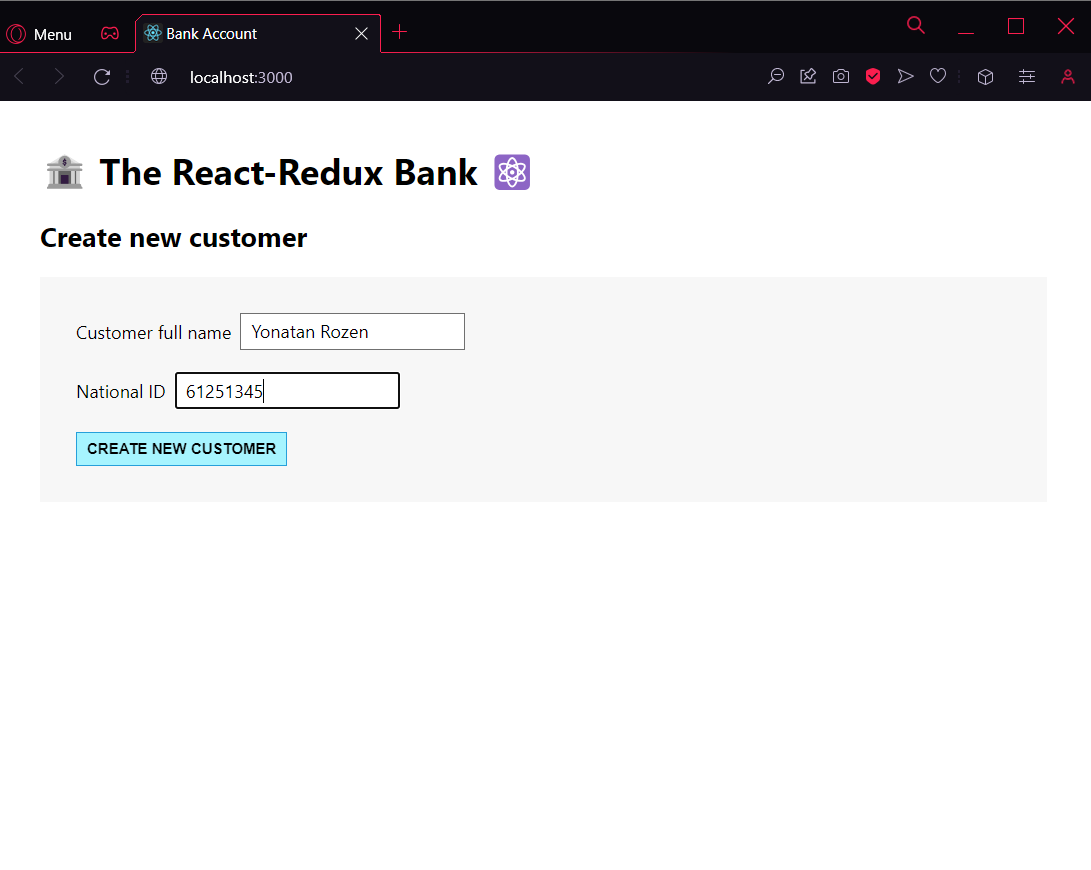 Menu
Bank Account
localhost:3000
🏦 The React-Redux Bank ⚛️
Create new customer
Customer full name Yonatan Rozen
National ID 61251345
CREATE NEW CUSTOMER